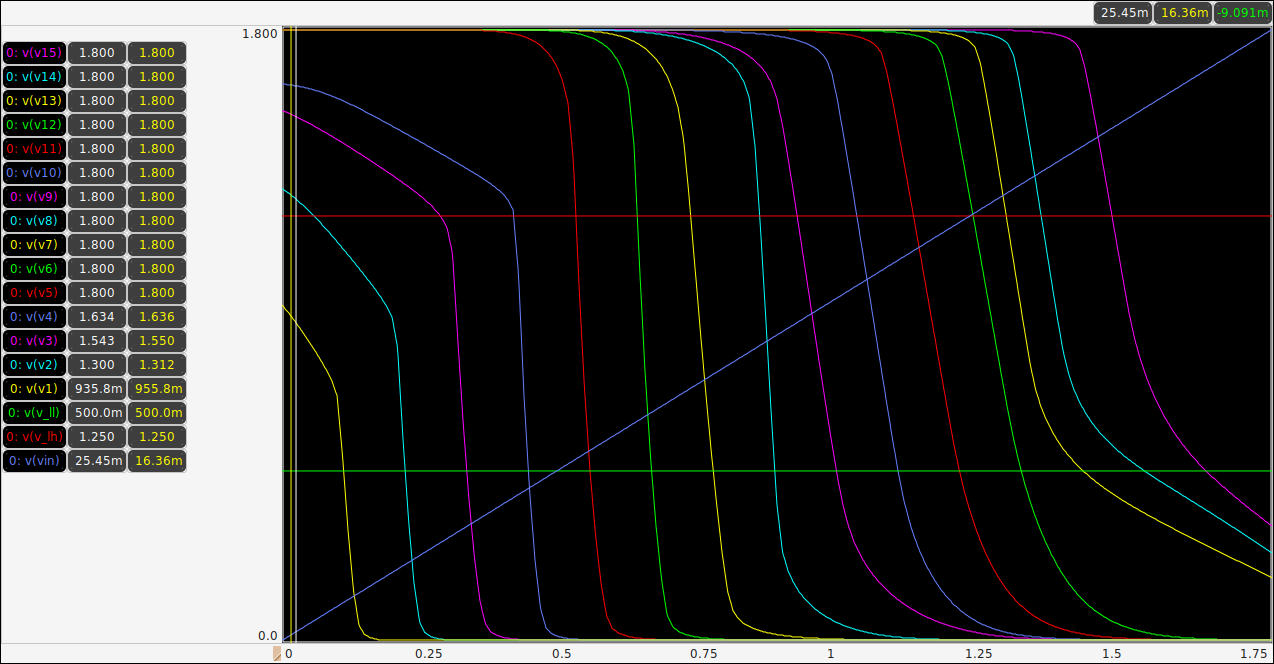 25.45m 16.36m -9.091m
1.800
0: v(v15) 1.800 1.800
0: v(v14) 1.800 1.800
0: v(v13) 1.800 1.800
0: v(v12) 1.800 1.800
0: v(v11) 1.800 1.800
0: v(v10) 1.800 1.800
0: v(v9) 1.800 1.800
0: v(v8) 1.800 1.800
0: v(v7) 1.800 1.800
0: v(v6) 1.800 1.800
0: v(v5) 1.800 1.800
0: v(v4) 1.634 1.636
0: v(v3) 1.543 1.550
0: v(v2) 1.300 1.312
0: v(v1) 935.8m 955.8m
0: v(v_ll) 500.0m 500.0m
0: v(v_lh) 1.250 1.250
0: v(vin) 25.45m 16.36m
0.0
0 0.25 0.5 0.75 1 1.25 1.5 1.75